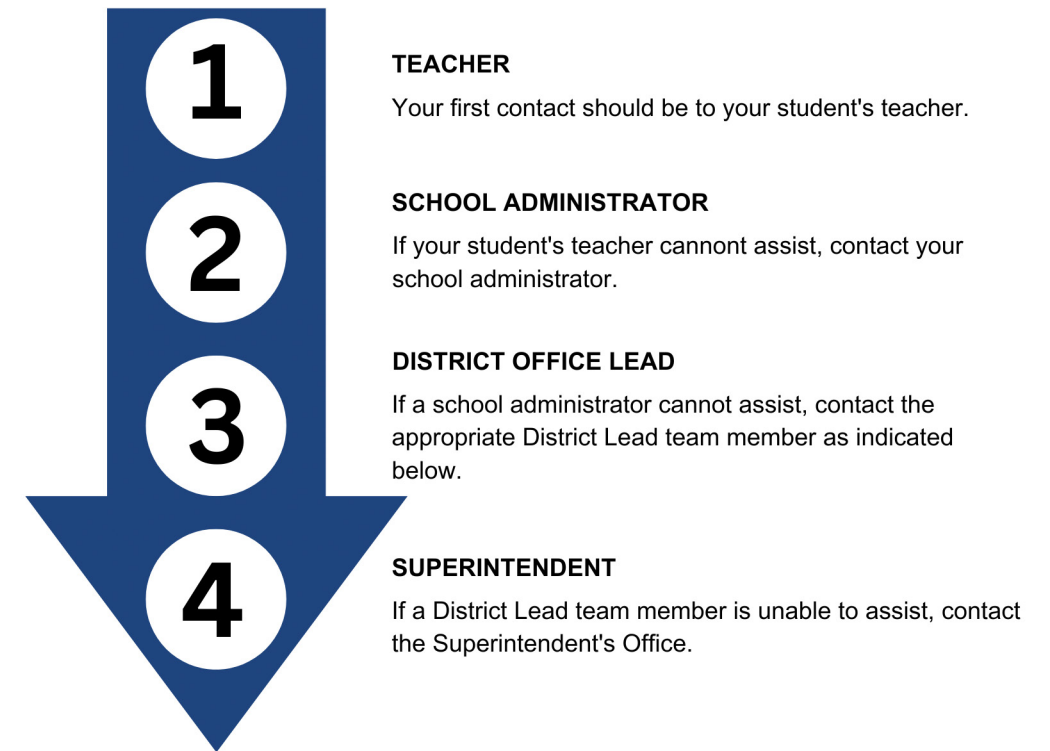 1
TEACHER
Your first contact should be to your student's teacher.
2
SCHOOL ADMINISTRATOR
If your student's teacher cannont assist, contact your
school administrator.
3
DISTRICT OFFICE LEAD
If a school administrator cannot assist, contact the
appropriate District Lead team member as indicated
below.
4
SUPERINTENDENT
If a District Lead team member is unable to assist, contact
the Superintendent's Office.